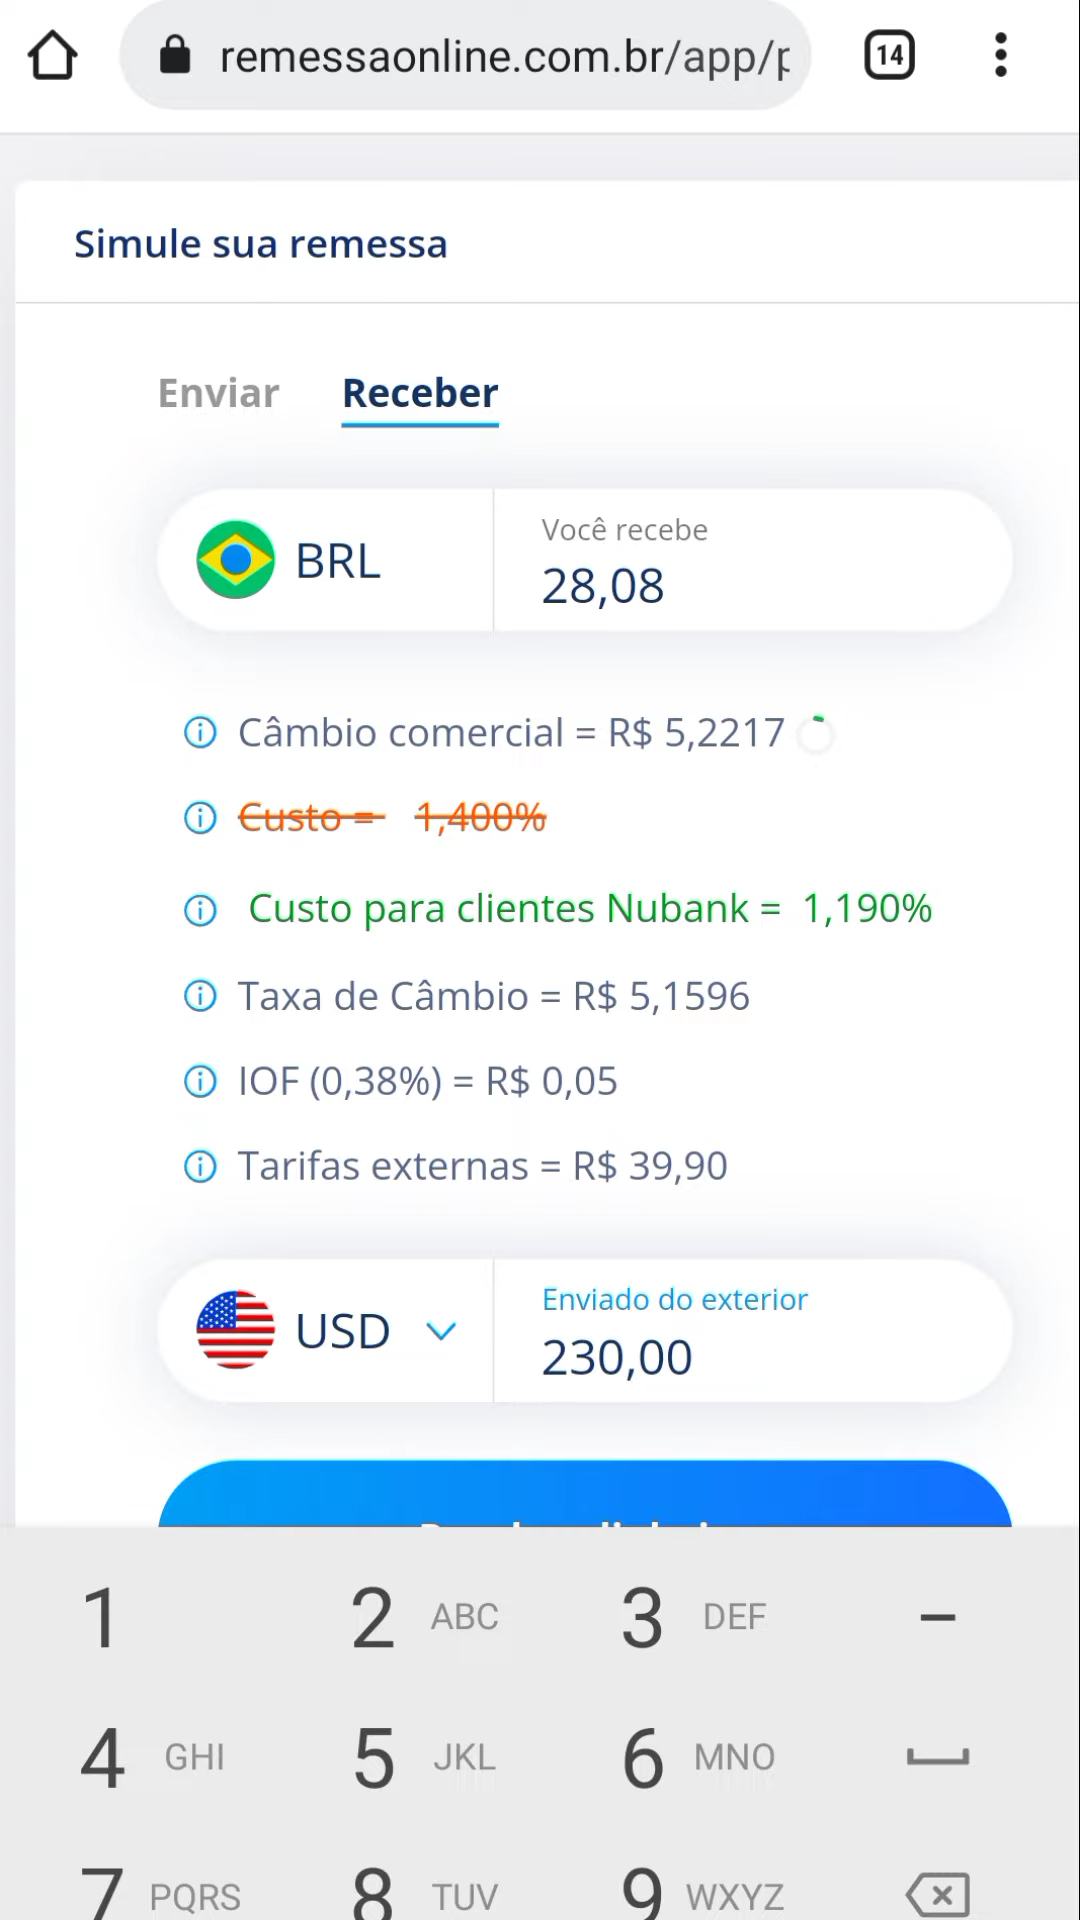 remessaonline.com.br/app/p
14
Simule sua remessa
Enviar Receber
BRL
Você recebe
28,08
Câmbio comercial = R$ 5,2217
Custo = 1,400%
Custo para clientes Nubank = 1,190%
Taxa de Câmbio = R$ 5,1596
IOF (0,38%) = R$ 0,05
Tarifas externas = R$ 39,90
USD
Enviado do exterior
230,00
1 2 ABC 3 DEF –
4 GHI 5 JKL 6 MNO
7 PQRS 8 TUV 9 WXYZ